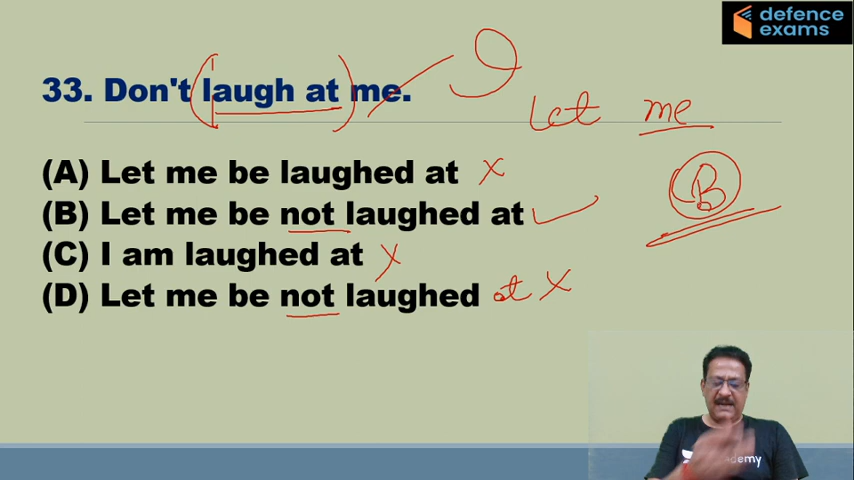 defence
exams
33. Don't laugh at me.
Let me
(A) Let me be laughed at x
(B) Let me be not laughed at
B
(C) I am laughed at x
(D) Let me be not laughed at x
demy